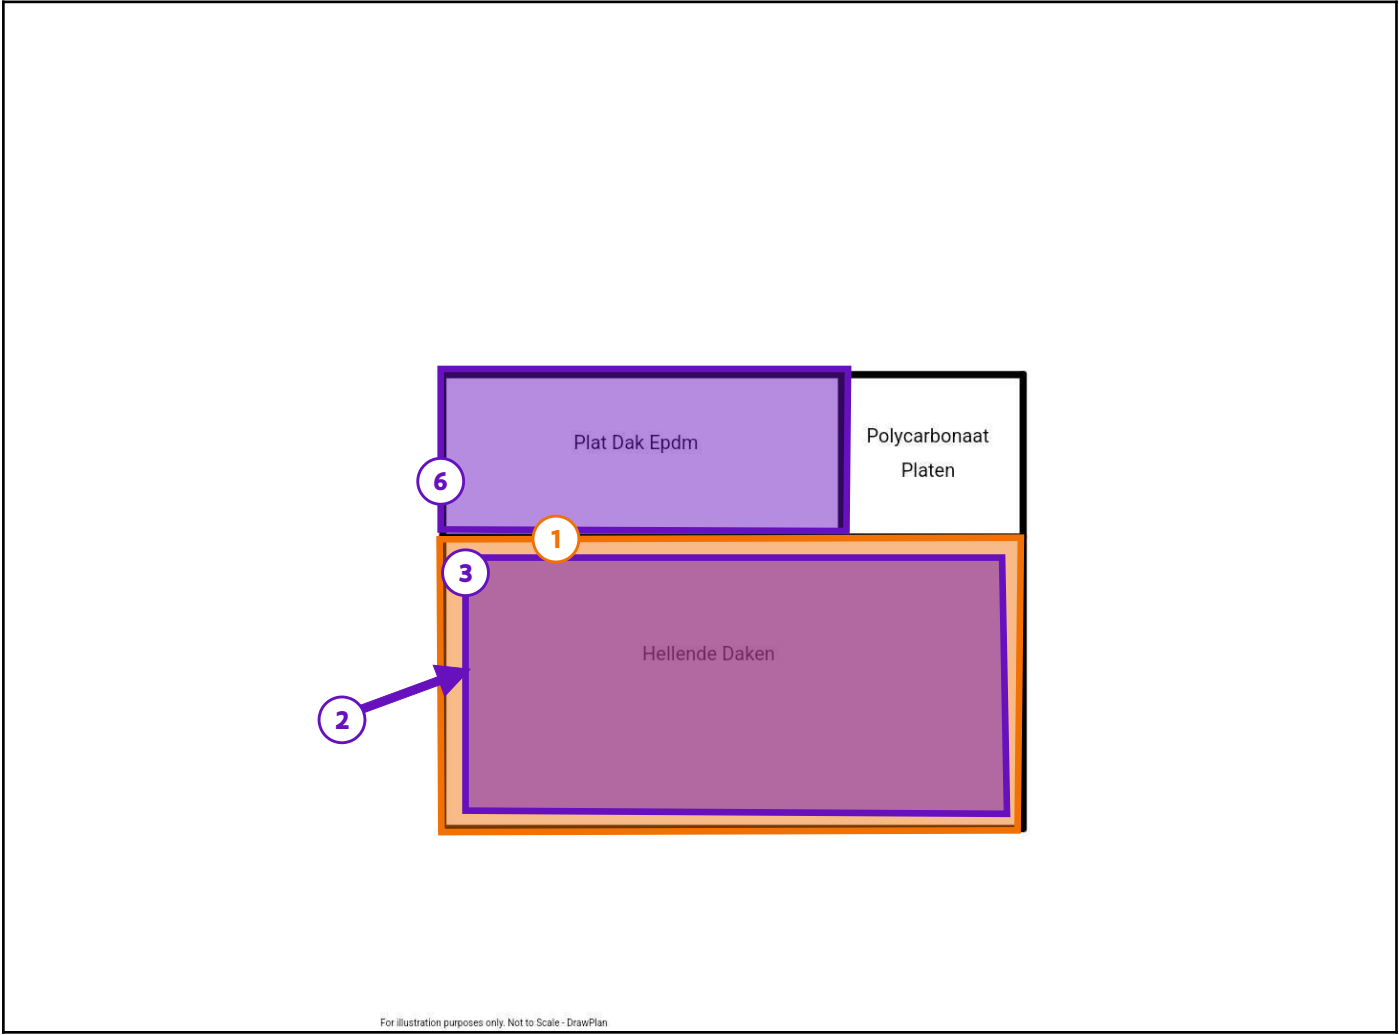 Plat Dak Epdm
Polycarbonaat
Platen
6
1
3
Hellende Daken
2
For illustration purposes only. Not to Scale - DrawPlan